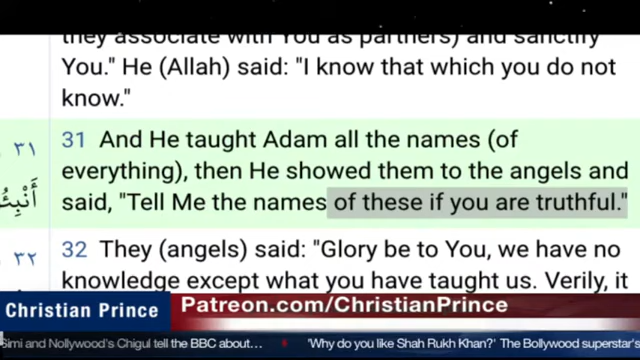 they associate with You as partners) and sanctify
You." He (Allah) said: "I know that which you do not
know."
٣١
31 And He taught Adam all the names (of
everything), then He showed them to the angels and
said, "Tell Me the names of these if you are truthful."
٣٢
32 They (angels) said: "Glory be to You, we have no
knowledge except what you have taught us. Verily, it
Christian Prince
Patreon.com/ChristianPrince
Simi and Nollywood's Chigul tell the BBC about... 'Why do you like Shah Rukh Khan?' The Bollywood superstar's